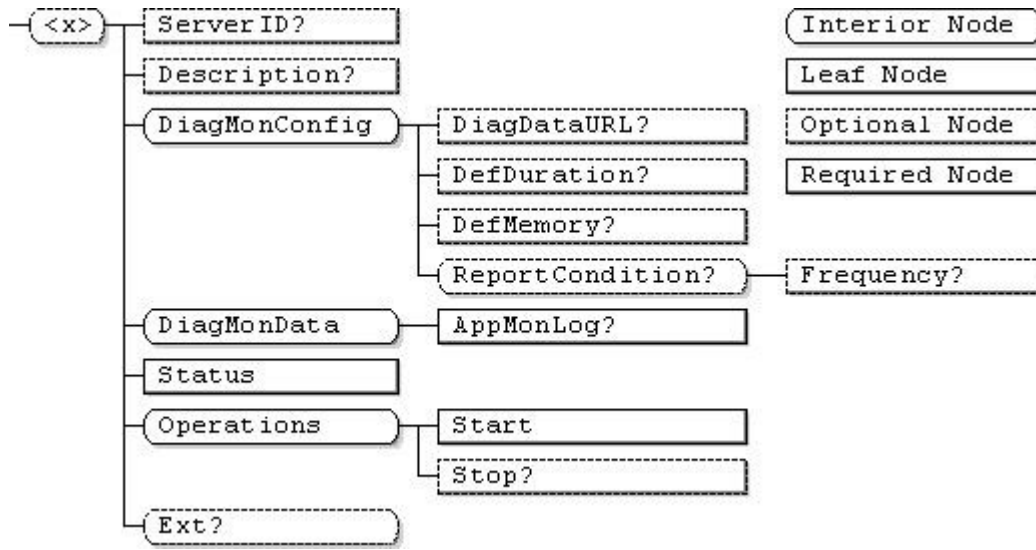 <x>
ServerID?
Interior Node
Description?
Leaf Node
DiagMonConfig
DiagDataURL?
Optional Node
DefDuration?
Required Node
DefMemory?
ReportCondition?
Frequency?
DiagMonData
AppMonLog?
Status
Operations
Start
Stop?
Ext?